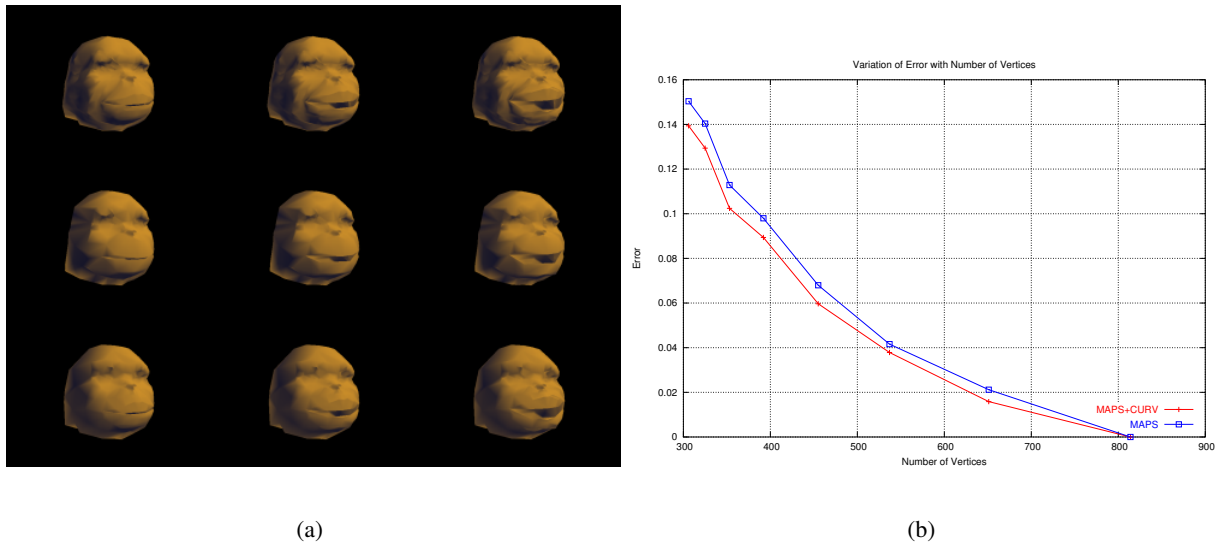 Variation of Error with Number of Vertices
0.16
0.14
0.12
0.1
0.08
0.06
0.04
0.02
0
Error
MAPS+CURV
MAPS
300 400 500 600 700 800 900
Number of Vertices
(a) (b)